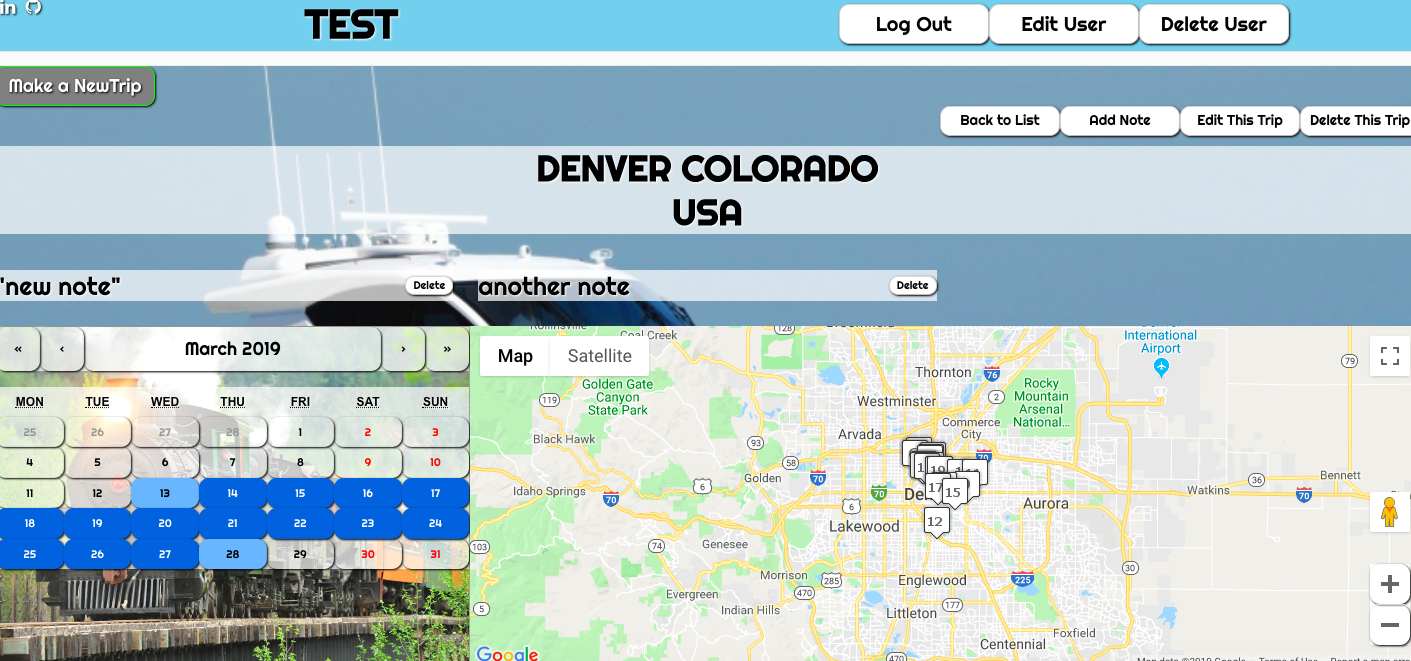 in
TEST
Log Out Edit User Delete User
Make a NewTrip
Back to List Add Note Edit This Trip Delete This Trip
DENVER COLORADO
USA
"new note" Delete another note Delete
« ‹ March 2019 › »
MON TUE WED THU FRI SAT SUN
25 26 27 28 1 2 3
4 5 6 7 8 9 10
11 12 13 14 15 16 17
18 19 20 21 22 23 24
25 26 27 28 29 30 31
Map Satellite
Coal Creek
128
International
Airport
79
Thornton
76
Golden Gate
Canyon
State Park
Rocky
Mountain
Arsenal
National...
2
119
Westminster
Commerce
City
Arvada
Black Hawk
93
70
58
Golden
70
6
36
Bennett
Idaho Springs
70
17 15
70
Watkins
70
6
Aurora
12
Lakewood
103
74
Genesee
30
Morrison
285
Englewood
225
Evergreen
470
5
Indian Hills
177
Littleton
Foxfield
Centennial
470
Google
Map data ©2019 Google Terms of Use Report a map error